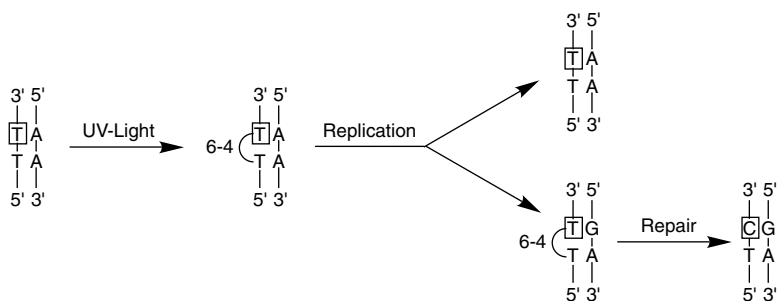 3' 5'
T A
T A
5' 3'
UV-Light
3' 5'
6-4
T A
T A
5' 3'
Replication
3' 5'
T A
T A
5' 3'
3' 5'
6-4
T G
T A
5' 3'
Repair
3' 5'
C G
T A
5' 3'